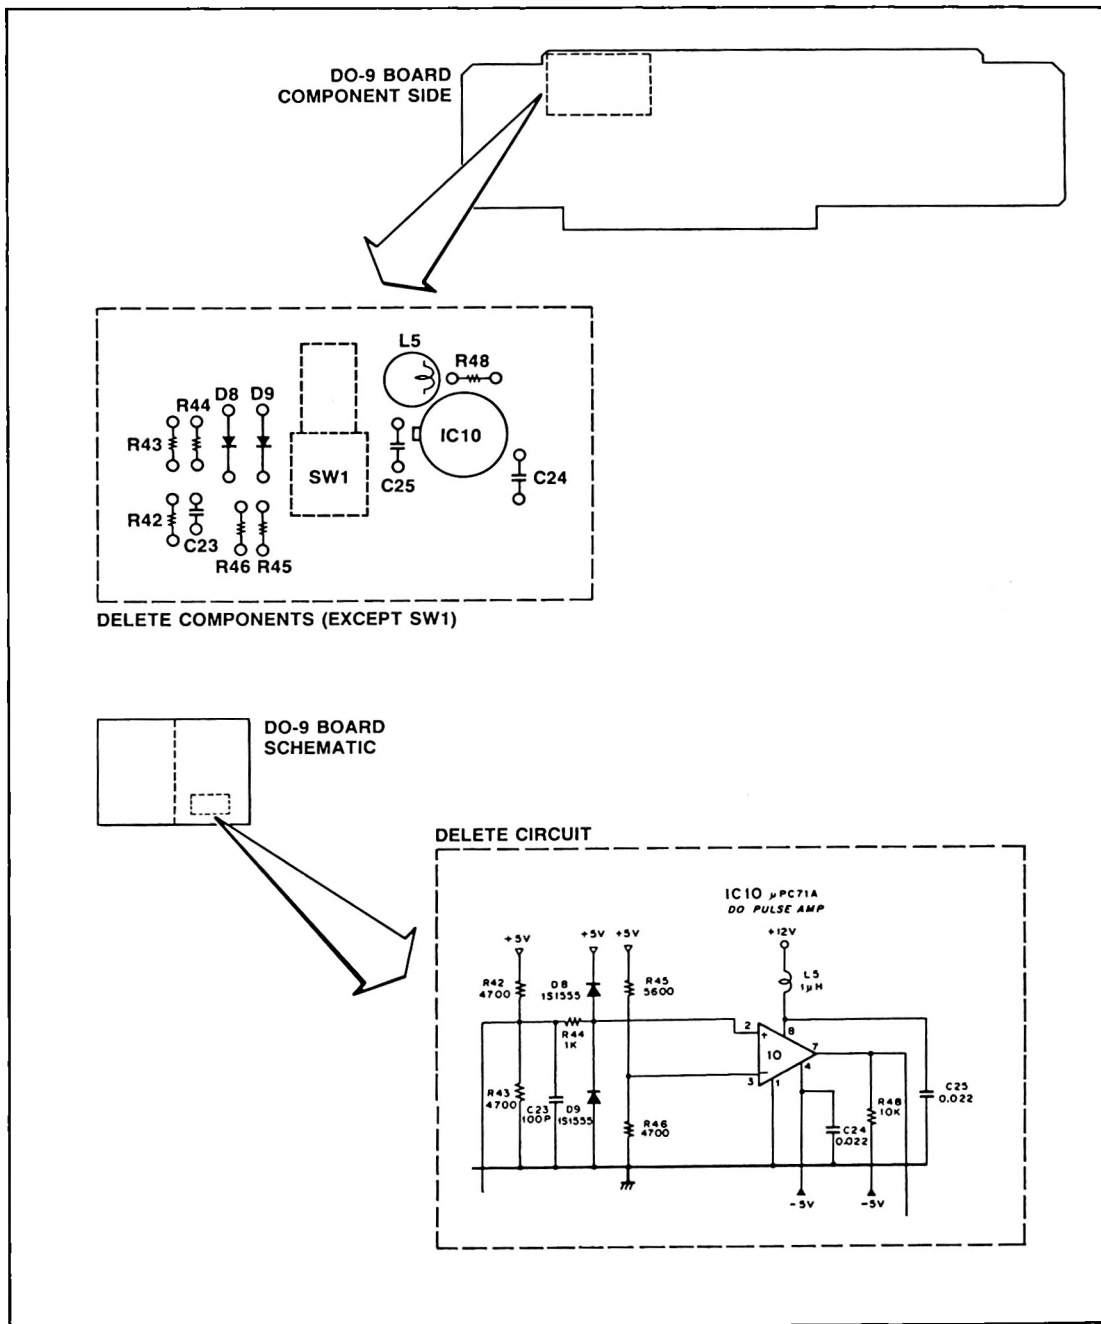 DO-9 BOARD
COMPONENT SIDE
L5
R48
D8 D9
R44
R43
IC10
SW1
C25
C24
R42
C23
R46 R45
DELETE COMPONENTS (EXCEPT SW1)
DO-9 BOARD
SCHEMATIC
DELETE CIRCUIT
IC10 µPC71A
DO PULSE AMP
+5V
+5V
+5V
+12V
R42
4700
D8
1S1555
R45
5600
L5
1µH
R44
1K
2
+
8
10
7
3
−
1
4
R43
4700
C23
100P
D9
1S1555
R46
4700
C24
0.022
R48
10K
C25
0.022
-5V
-5V